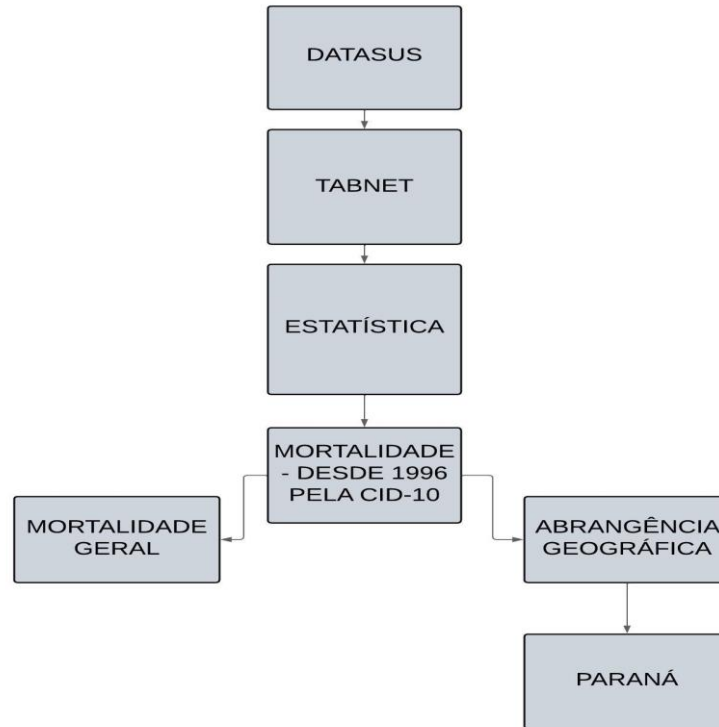 DATASUS
TABNET
ESTATÍSTICA
MORTALIDADE
- DESDE 1996
PELA CID-10
MORTALIDADE
GERAL
ABRANGÊNCIA
GEOGRÁFICA
PARANÁ